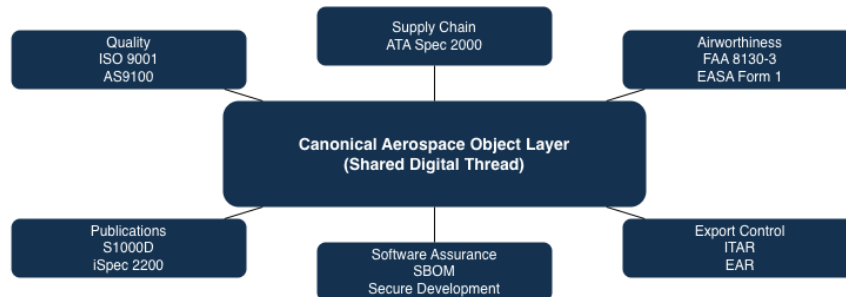 Supply Chain
ATA Spec 2000
Quality
ISO 9001
AS9100
Airworthiness
FAA 8130-3
EASA Form 1
Canonical Aerospace Object Layer
(Shared Digital Thread)
Publications
S1000D
iSpec 2200
Software Assurance
SBOM
Secure Development
Export Control
ITAR
EAR